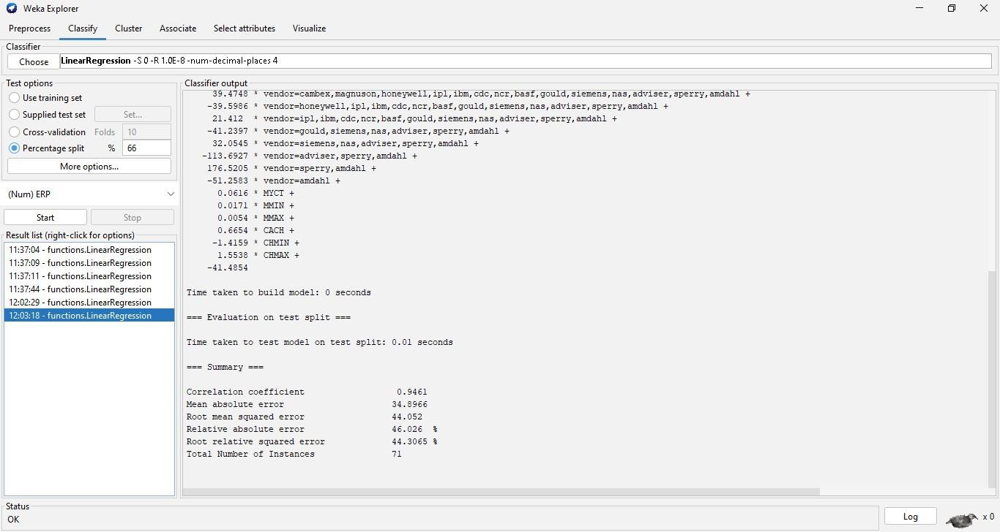 Weka Explorer
Preprocess Classify Cluster Associate Select attributes Visualize
Classifier
Choose LinearRegression -S 0 -R 1.0E-8 -num-decimal-places 4
Test options
Use training set
Supplied test set Set...
Cross-validation Folds 10
Percentage split % 66
More options...
(Num) ERP
Start Stop
Result list (right-click for options)
11:37:04 - functions.LinearRegression
11:37:09 - functions.LinearRegression
11:37:11 - functions.LinearRegression
11:37:44 - functions.LinearRegression
12:02:29 - functions.LinearRegression
12:03:18 - functions.LinearRegression
Classifier output
39.4748 * vendor=cambex,magnuson,honeywell,ipl,ibm,cdc,ncr,basf,gould,siemens,nas,adviser,sperry,amdahl +
-39.5986 * vendor=honeywell,ipl,ibm,cdc,ncr,basf,gould,siemens,nas,adviser,sperry,amdahl +
21.412 * vendor=ipl,ibm,cdc,ncr,basf,gould,siemens,nas,adviser,sperry,amdahl +
-41.2397 * vendor=gould,siemens,nas,adviser,sperry,amdahl +
32.0545 * vendor=siemens,nas,adviser,sperry,amdahl +
-113.6927 * vendor=adviser,sperry,amdahl +
176.5205 * vendor=sperry,amdahl +
-51.2583 * vendor=amdahl +
0.0616 * MYCT +
0.0171 * MMIN +
0.0054 * MMAX +
0.6654 * CACH +
-1.4159 * CHMIN +
1.5538 * CHMAX +
-41.4854
Time taken to build model: 0 seconds
=== Evaluation on test split ===
Time taken to test model on test split: 0.01 seconds
=== Summary ===
Correlation coefficient 0.9461
Mean absolute error 34.8966
Root mean squared error 44.052
Relative absolute error 46.026 %
Root relative squared error 44.3065 %
Total Number of Instances 71
Status
OK
Log x 0